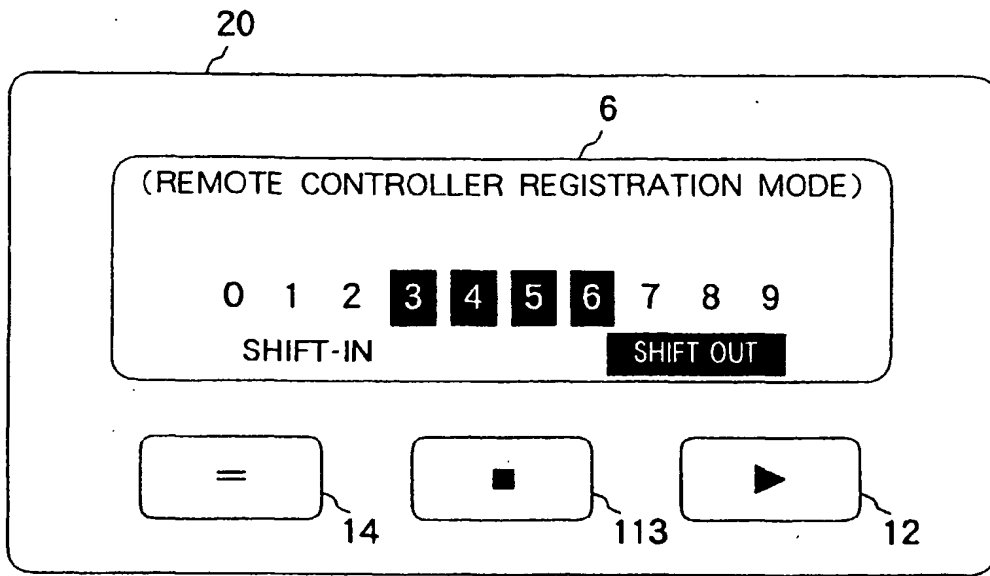 20
6
(REMOTE CONTROLLER REGISTRATION MODE)
0 1 2 3 4 5 6 7 8 9
SHIFT-IN SHIFT OUT
= ■ ▶
14 113 12